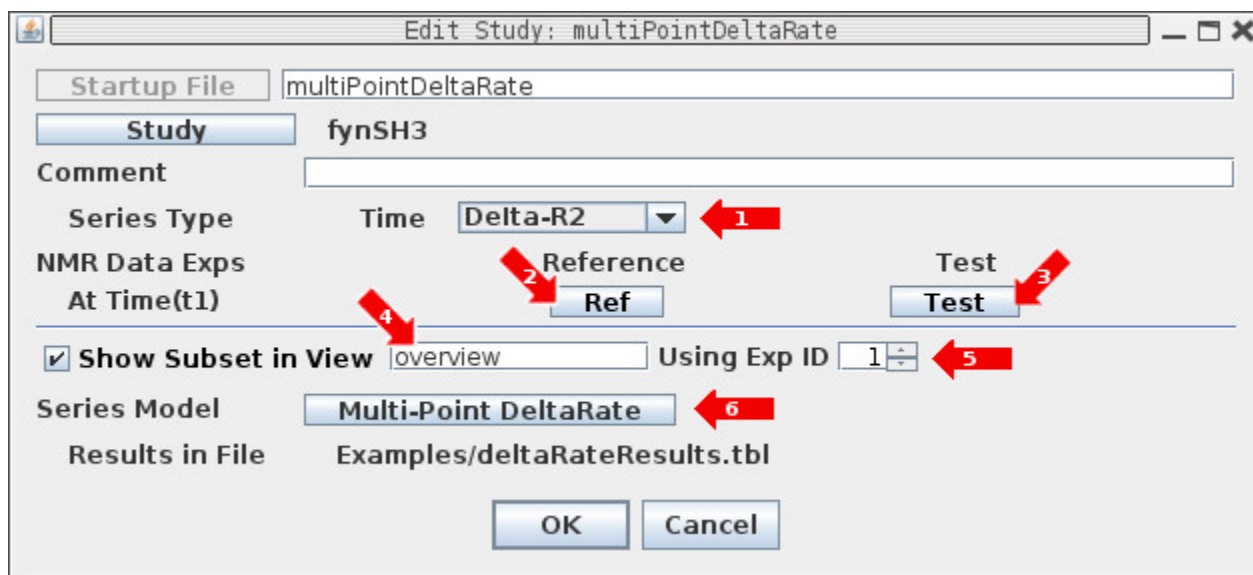 Edit Study: multiPointDeltaRate
Startup File multiPointDeltaRate
Study fynSH3
Comment
Series Type Time Delta-R2 1
NMR Data Exps 2 Reference Test 3
At Time(t1) Ref Test
4
Show Subset in View overview Using Exp ID 1 5
Series Model Multi-Point DeltaRate 6
Results in File Examples/deltaRateResults.tbl
OK Cancel